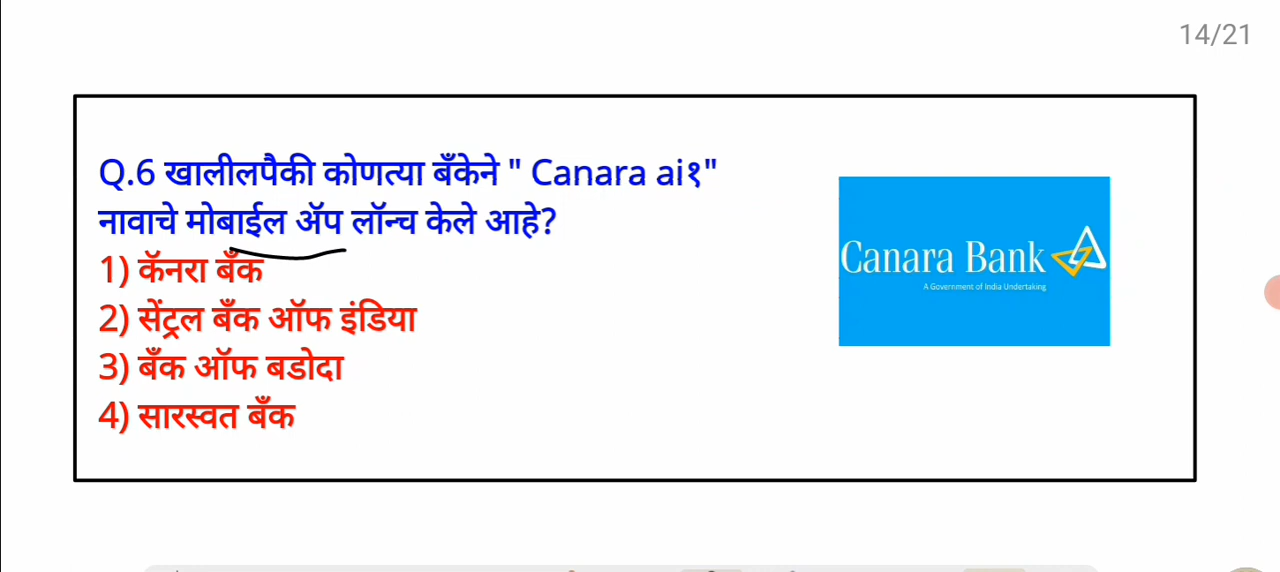 14/21
Q.6 खालीलपैकी कोणत्या बँकेने " Canara ai१"
नावाचे मोबाईल ॲप लॉन्च केले आहे?
1) कॅनरा बँक
2) सेंट्रल बँक ऑफ इंडिया
3) बँक ऑफ बडोदा
4) सारस्वत बँक
Canara Bank
A Government of India Undertaking